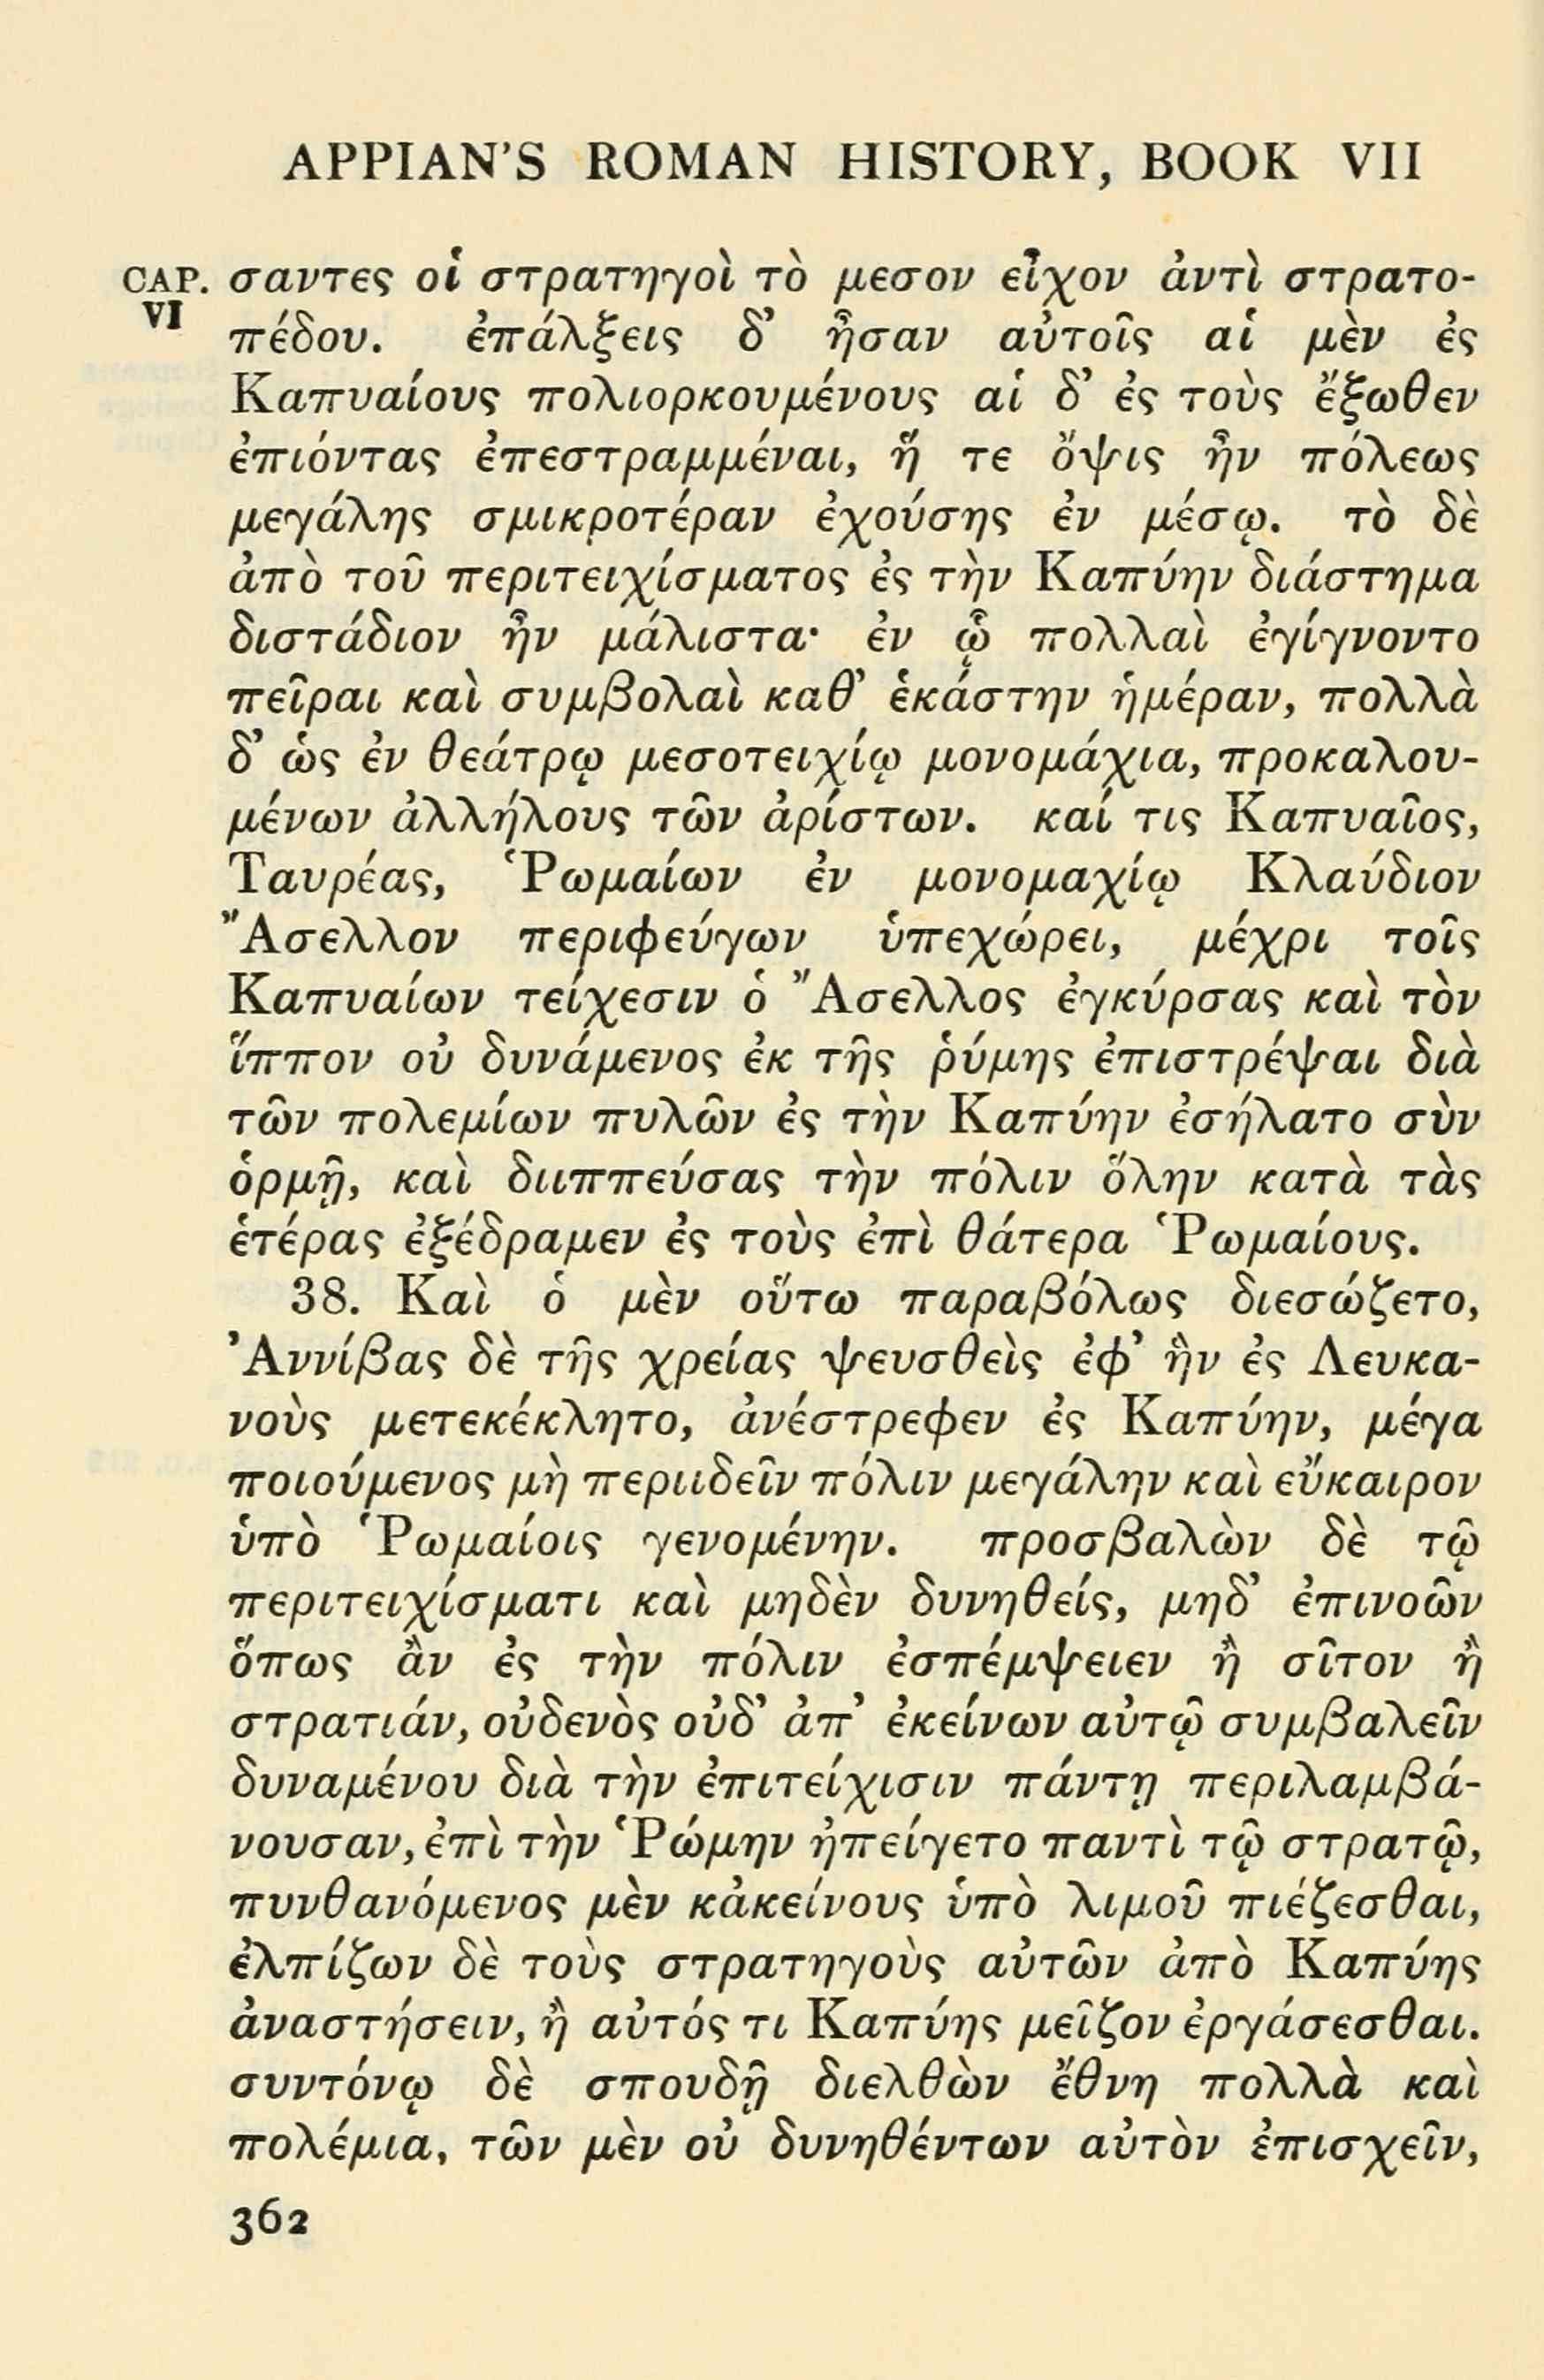 APPIAN'S ROMAN HISTORY, BOOK VII
CAP. VI
σαντες οἱ στρατηγοὶ τὸ μεσον εἶχον ἀντὶ στρατο-
πέδου. ἐπάλξεις δ’ ἦσαν αὐτοῖς αἱ μὲν ἐς
Καπυαίους πολιορκουμένους αἱ δ’ ἐς τοὺς ἔξωθεν
ἐπιόντας ἐπεστραμμέναι, ἥ τε ὄψις ἦν πόλεως
μεγάλης σμικροτέραν ἐχούσης ἐν μέσῳ. τὸ δὲ
ἀπὸ τοῦ περιτειχίσματος ἐς τὴν Καπύην διάστημα
διστάδιον ἦν μάλιστα· ἐν ᾧ πολλαὶ ἐγίγνοντο
πεῖραι καὶ συμβολαὶ καθ’ ἑκάστην ἡμέραν, πολλὰ
δ’ ὡς ἐν θεάτρῳ μεσοτειχίῳ μονομάχια, προκαλου-
μένων ἀλλήλους τῶν ἀρίστων. καί τις Καπυαῖος,
Ταυρέας, Ῥωμαίων ἐν μονομαχίῳ Κλαύδιον
Ἄσελλον περιφεύγων ὑπεχώρει, μέχρι τοῖς
Καπυαίων τείχεσιν ὁ Ἄσελλος ἐγκύρσας καὶ τὸν
ἵππον οὐ δυνάμενος ἐκ τῆς ῥύμης ἐπιστρέψαι διὰ
τῶν πολεμίων πυλῶν ἐς τὴν Καπύην ἐσήλατο σὺν
ὁρμῇ, καὶ διιππεύσας τὴν πόλιν ὅλην κατὰ τὰς
ἑτέρας ἐξέδραμεν ἐς τοὺς ἐπὶ θάτερα Ῥωμαίους.
38. Καὶ ὁ μὲν οὕτω παραβόλως διεσώζετο,
Ἀννίβας δὲ τῆς χρείας ψευσθεὶς ἐφ’ ἣν ἐς Λευκα-
νοὺς μετεκέκλητο, ἀνέστρεφεν ἐς Καπύην, μέγα
ποιούμενος μὴ περιιδεῖν πόλιν μεγάλην καὶ εὔκαιρον
ὑπὸ Ῥωμαίοις γενομένην. προσβαλὼν δὲ τῷ
περιτειχίσματι καὶ μηδὲν δυνηθείς, μηδ’ ἐπινοῶν
ὅπως ἂν ἐς τὴν πόλιν ἐσπέμψειεν ἢ σῖτον ἢ
στρατιάν, οὐδενὸς οὐδ’ ἀπ’ ἐκείνων αὐτῷ συμβαλεῖν
δυναμένου διὰ τὴν ἐπιτείχισιν πάντῃ περιλαμβά-
νουσαν, ἐπὶ τὴν Ῥώμην ἠπείγετο παντὶ τῷ στρατῷ,
πυνθανόμενος μὲν κἀκείνους ὑπὸ λιμοῦ πιέζεσθαι,
ἐλπίζων δὲ τοὺς στρατηγοὺς αὐτῶν ἀπὸ Καπύης
ἀναστήσειν, ἢ αὐτός τι Καπύης μεῖζον ἐργάσεσθαι.
συντόνῳ δὲ σπουδῇ διελθὼν ἔθνη πολλὰ καὶ
πολέμια, τῶν μὲν οὐ δυνηθέντων αὐτὸν ἐπισχεῖν,
362